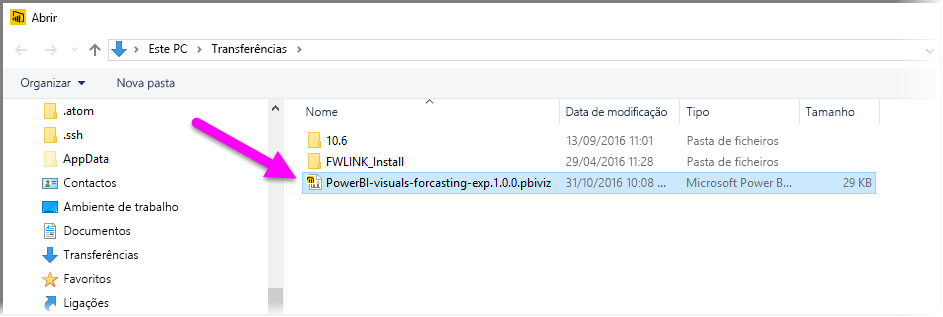 Abrir
Este PC > Transferências >
Organizar Nova pasta
.atom
.ssh
AppData
Contactos
Ambiente de trabalho
Documentos
Transferências
Favoritos
Ligações
Nome Data de modificação Tipo Tamanho
10.6 13/09/2016 11:01 Pasta de ficheiros
FWLINK_Install 29/04/2016 11:28 Pasta de ficheiros
PowerBI-visuals-forcasting-exp.1.0.0.pbiviz 31/10/2016 10:08 ... Microsoft Power B... 29 KB